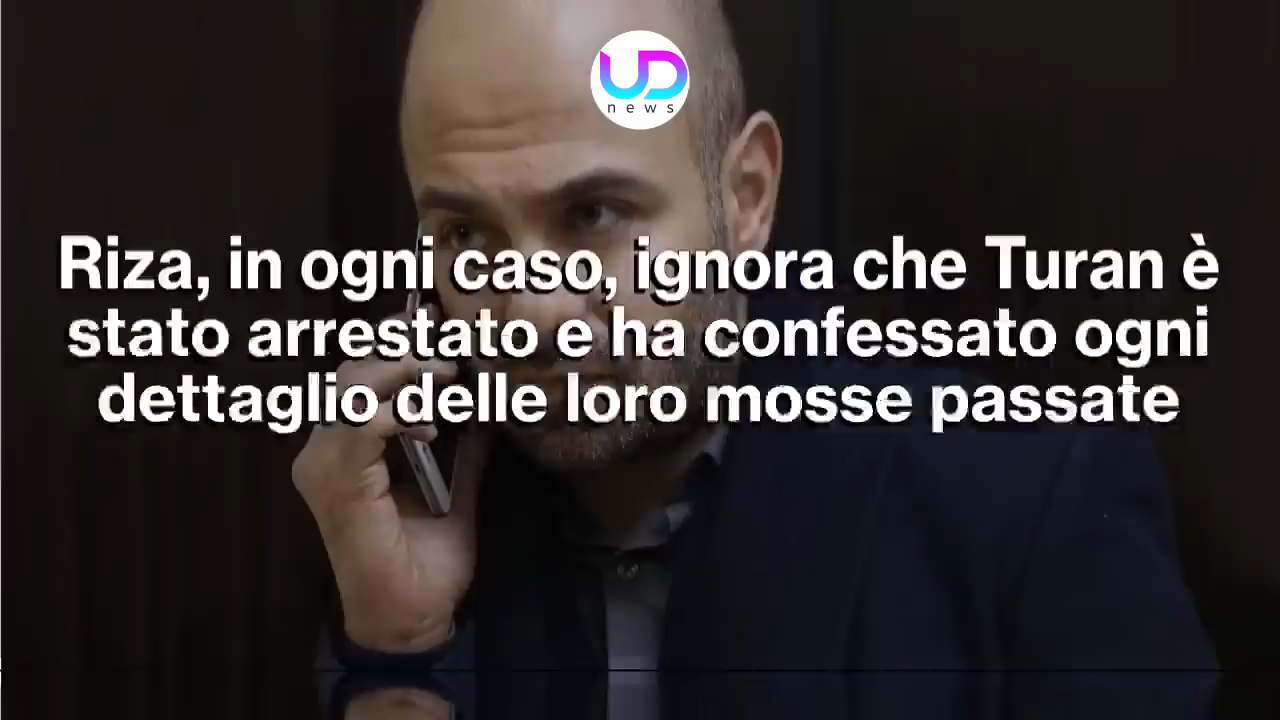 UD
news
Riza, in ogni caso, ignora che Turan è
stato arrestato e ha confessato ogni
dettaglio delle loro mosse passate